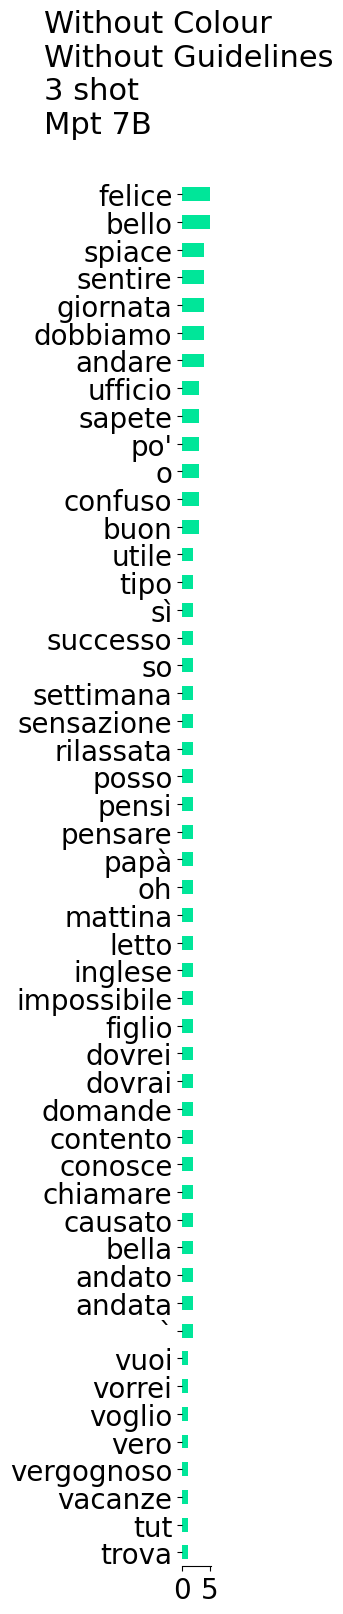 Without Colour
Without Guidelines
3 shot
Mpt 7B
felice
bello
spiace
sentire
giornata
dobbiamo
andare
ufficio
sapete
po'
o
confuso
buon
utile
tipo
sì
successo
so
settimana
sensazione
rilassata
posso
pensi
pensare
papà
oh
mattina
letto
inglese
impossibile
figlio
dovrei
dovrai
domande
contento
conosce
chiamare
causato
bella
andato
andata
`
vuoi
vorrei
voglio
vero
vergognoso
vacanze
tut
trova
0 5